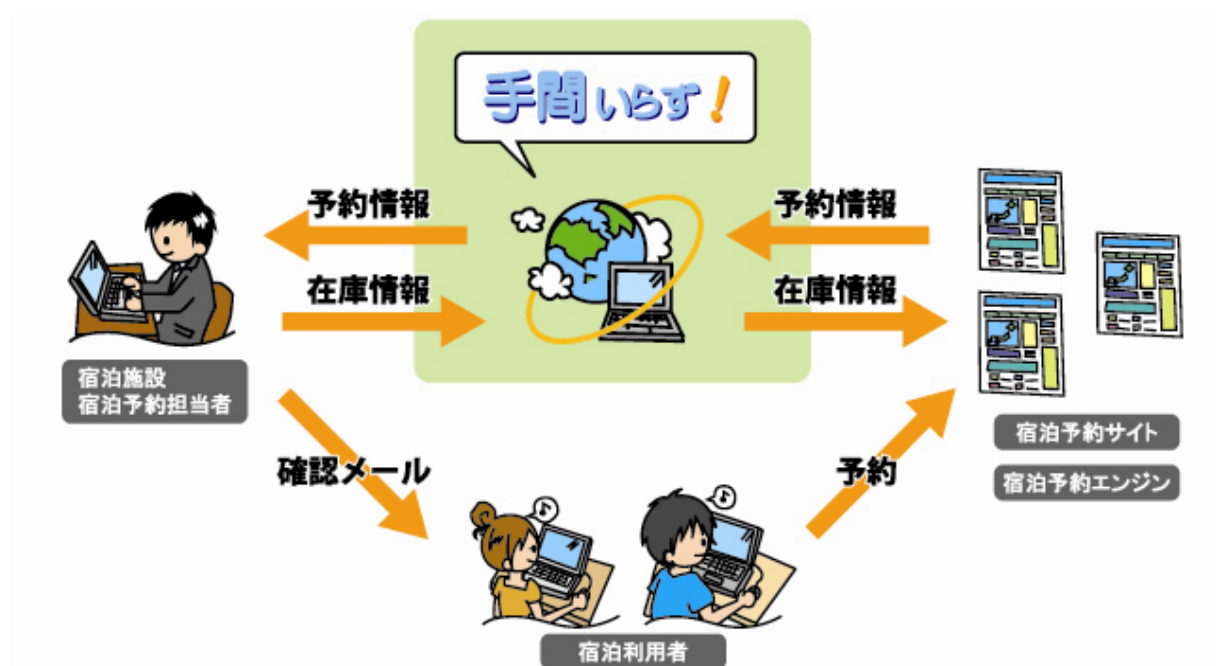 手間いらず!
予約情報
予約情報
在庫情報
在庫情報
宿泊施設
宿泊予約担当者
宿泊予約サイト
宿泊予約エンジン
確認メール
予約
宿泊利用者